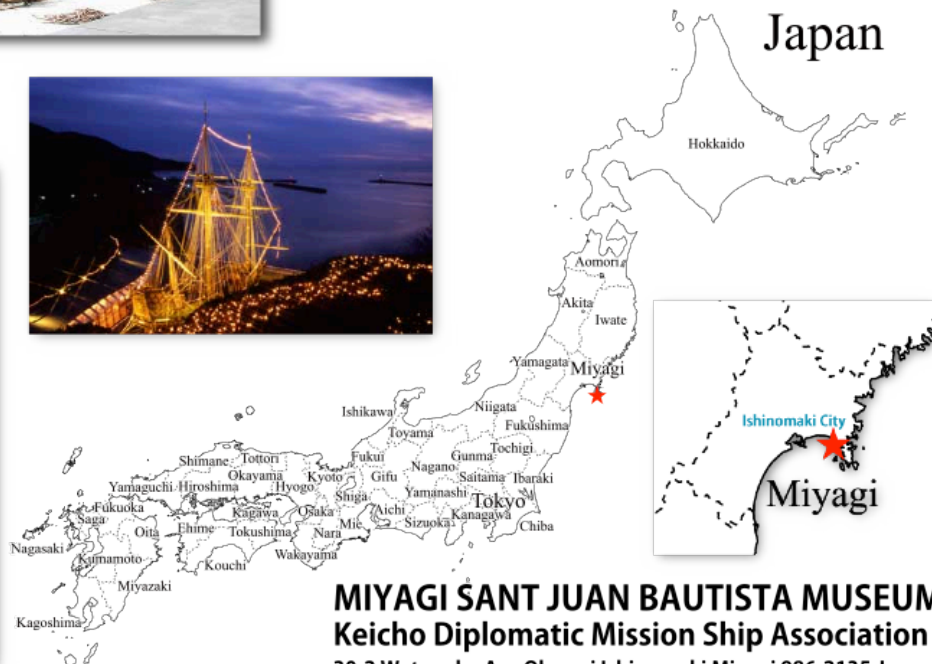 Japan
Hokkaido
Aomori
Akita
Iwate
Yamagata
Miyagi
Ishikawa
Niigata
Toyama
Fukushima
Tochigi
Gunma
Nagano
Fukui
Shimane
Tottori
Okayama
Kyoto
Gifu
Saitama
Ibaraki
Yamaguchi
Hiroshima
Hyogo
Shiga
Yamanashi
Tokyo
Fukuoka
Saga
Kagawa
Osaka
Aichi
Kanagawa
Sizuoka
Chiba
Oita
Ehime
Tokushima
Nara
Mie
Nagasaki
Kumamoto
Kouchi
Wakayama
Miyazaki
Kagoshima
Ishinomaki City
Miyagi
MIYAGI SANT JUAN BAUTISTA MUSEUM
Keicho Diplomatic Mission Ship Association